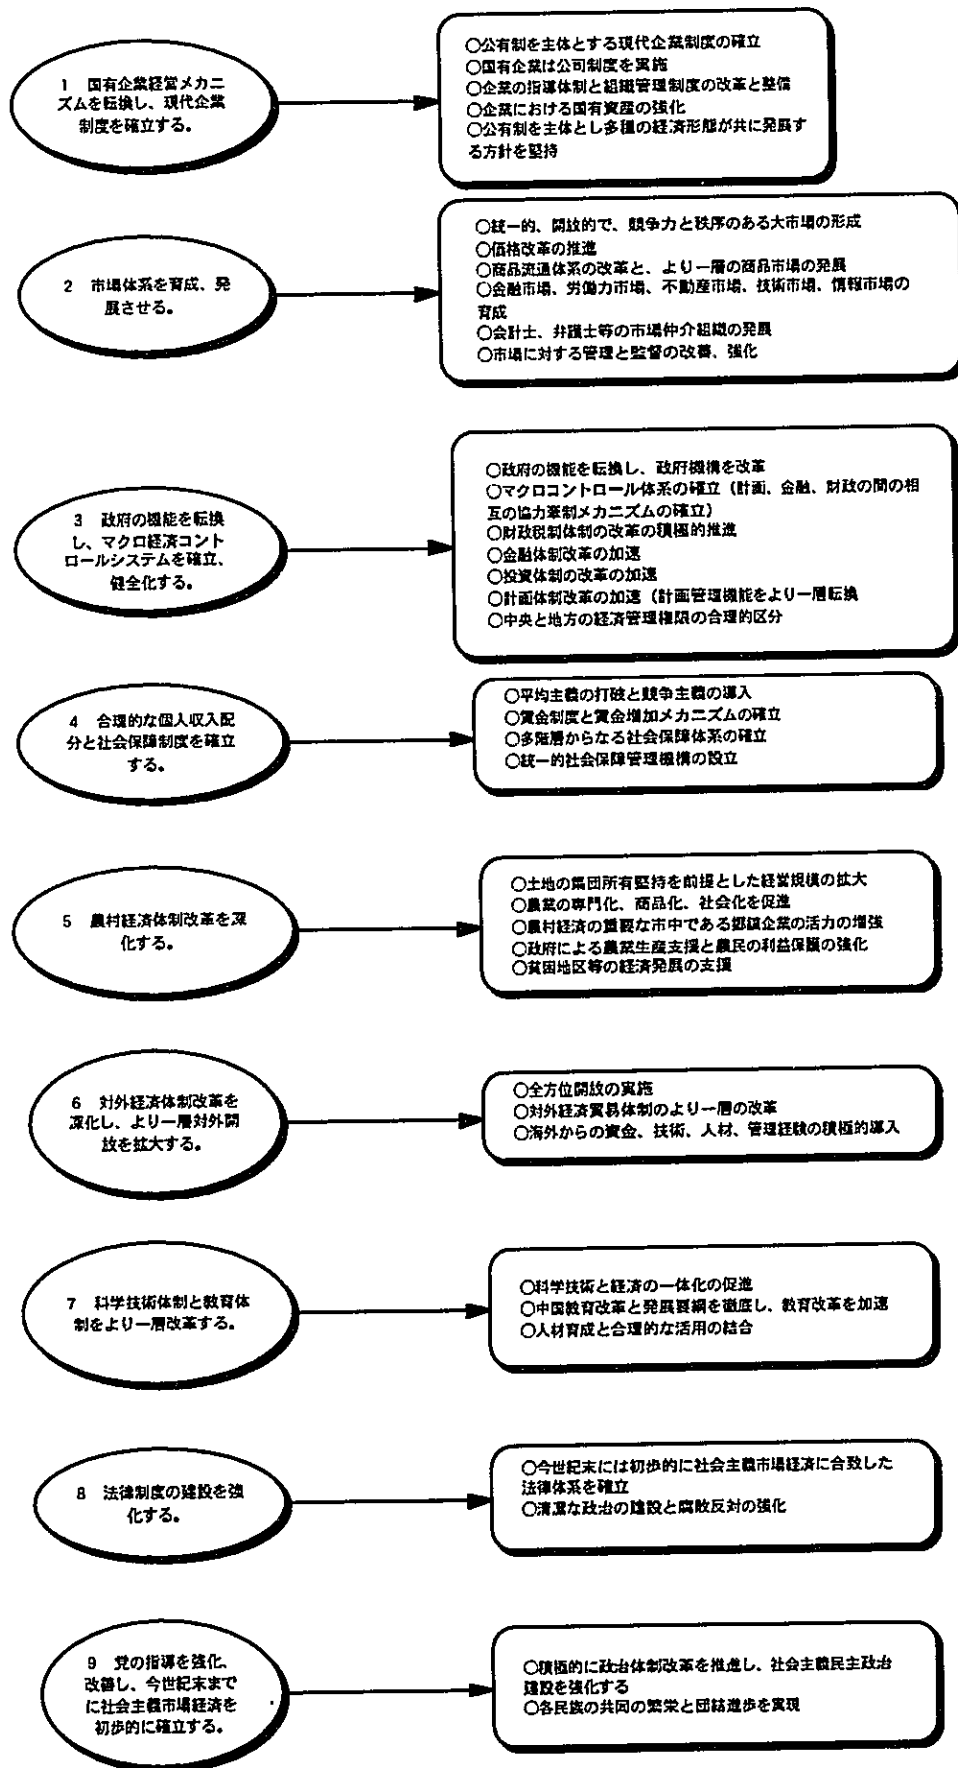 1 国有企業経営メカニ
ズムを転換し、現代企業
制度を確立する。
○公有制を主体とする現代企業制度の確立
○国有企業は公司制度を実施
○企業の指導体制と組織管理制度の改革と整備
○企業における国有資産の強化
○公有制を主体とし多種の経済形態が共に発展す
る方針を堅持
2 市場体系を育成、発
展させる。
○統一的、開放的で、競争力と秩序のある大市場の形成
○価格改革の推進
○商品流通体系の改革と、より一層の商品市場の発展
○金融市場、労働力市場、不動産市場、技術市場、情報市場の
育成
○会計士、弁護士等の市場仲介組織の発展
○市場に対する管理と監督の改善、強化
3 政府の機能を転換
し、マクロ経済コント
ロールシステムを確立、
健全化する。
○政府の機能を転換し、政府機構を改革
○マクロコントロール体系の確立（計画、金融、財政の間の相
互の協力牽制メカニズムの確立）
○財政税制体制の改革の積極的推進
○金融体制改革の加速
○投資体制の改革の加速
○計画体制改革の加速（計画管理機能をより一層転換
○中央と地方の経済管理権限の合理的区分
4 合理的な個人収入配
分と社会保障制度を確立
する。
○平均主義の打破と競争主義の導入
○賃金制度と賃金増加メカニズムの確立
○多階層からなる社会保障体系の確立
○統一的社会保障管理機構の設立
5 農村経済体制改革を深
化する。
○土地の集団所有堅持を前提とした経営規模の拡大
○農業の専門化、商品化、社会化を促進
○農村経済の重要な市中である郷鎮企業の活力の増強
○政府による農業生産支援と農民の利益保護の強化
○貧困地区等の経済発展の支援
6 対外経済体制改革を
深化し、より一層対外開
放を拡大する。
○全方位開放の実施
○対外経済貿易体制のより一層の改革
○海外からの資金、技術、人材、管理経験の積極的導入
7 科学技術体制と教育体
制をより一層改革する。
○科学技術と経済の一体化の促進
○中国教育改革と発展要綱を徹底し、教育改革を加速
○人材育成と合理的な活用の結合
8 法律制度の建設を強
化する。
○今世紀末には初歩的に社会主義市場経済に合致した
法律体系を確立
○清潔な政治の建設と腐敗反対の強化
9 党の指導を強化、
改善し、今世紀末まで
に社会主義市場経済を
初歩的に確立する。
○積極的に政治体制改革を推進し、社会主義民主政治
建設を強化する
○各民族の共同の繁栄と団結進歩を実現